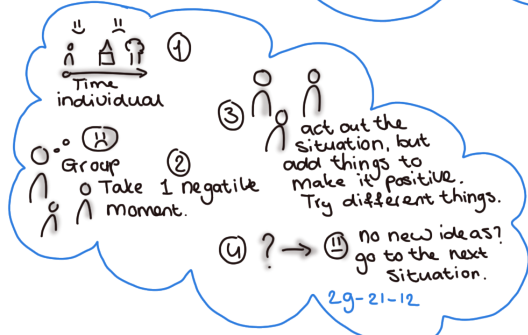 1
Time
individual
Group
2
Take 1 negative
moment.
3
act out the
situation, but
add things to
make it positive.
Try different things.
4 ? →
no new ideas?
go to the next
situation.
29-21-12